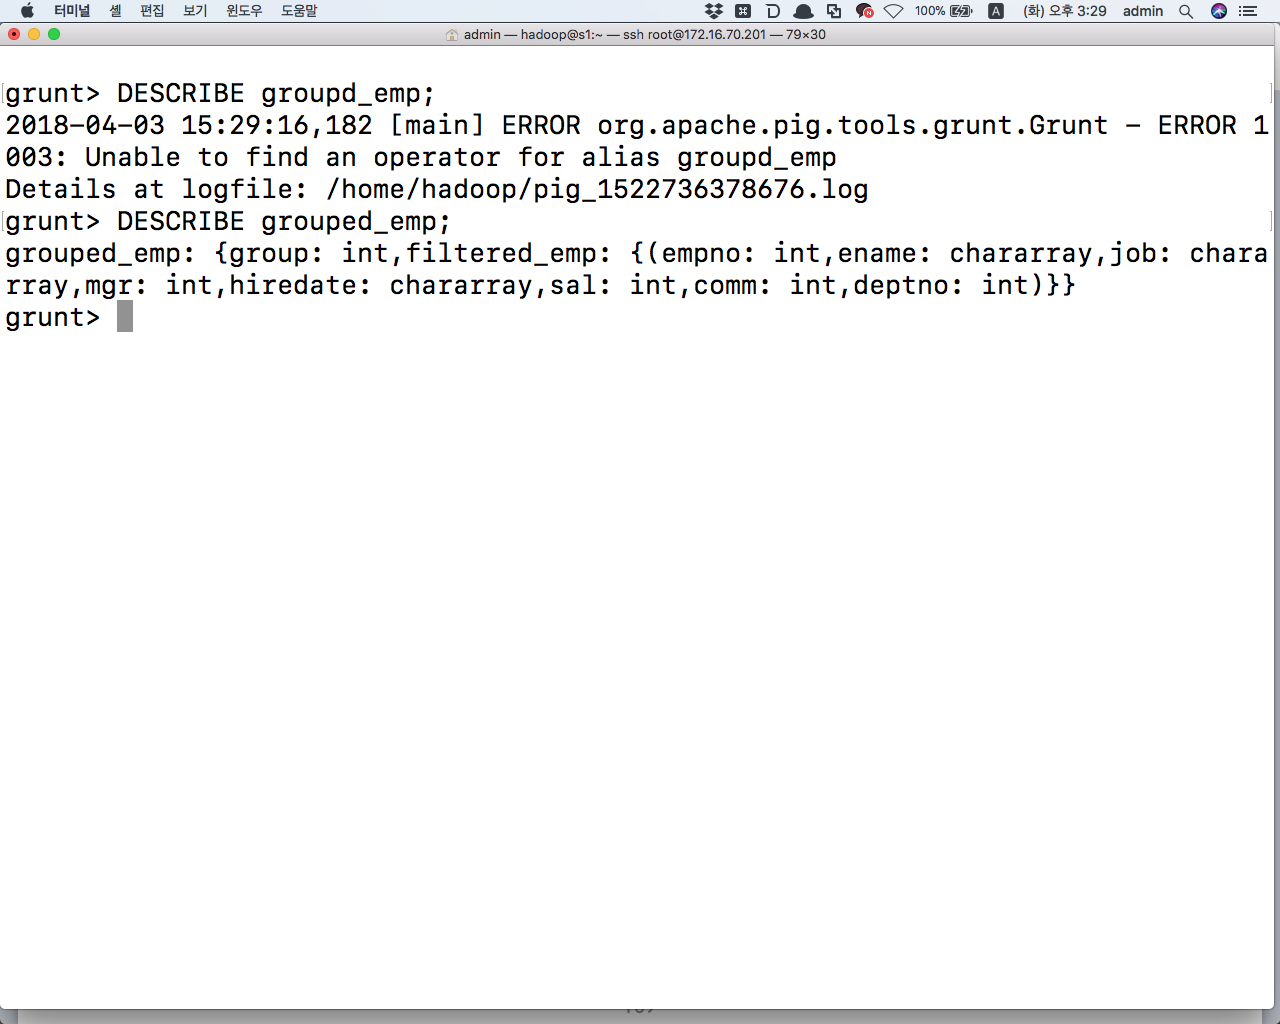 터미널 셸 편집 보기 윈도우 도움말 100% A (화) 오후 3:29 admin
admin — hadoop@s1:~ — ssh root@172.16.70.201 — 79×30
grunt> DESCRIBE groupd_emp;
2018-04-03 15:29:16,182 [main] ERROR org.apache.pig.tools.grunt.Grunt - ERROR 1
003: Unable to find an operator for alias groupd_emp
Details at logfile: /home/hadoop/pig_1522736378676.log
grunt> DESCRIBE grouped_emp;
grouped_emp: {group: int,filtered_emp: {(empno: int,ename: chararray,job: chara
rray,mgr: int,hiredate: chararray,sal: int,comm: int,deptno: int)}}
grunt>